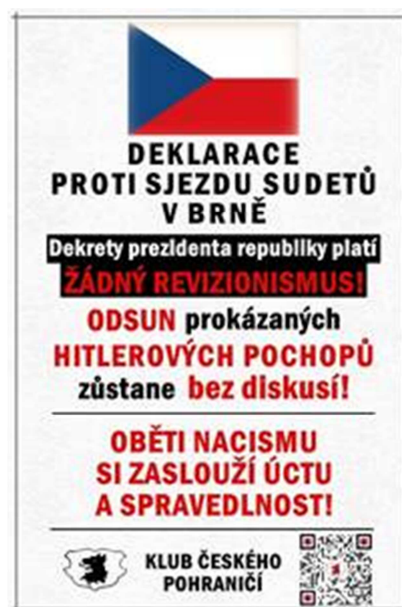 DEKLARACE
PROTI SJEZDU SUDETŮ
V BRNĚ
Dekrety prezidenta republiky platí
ŽÁDNÝ REVIZIONISMUS!
ODSUN prokázaných
HITLEROVÝCH POCHOPŮ
zůstane bez diskusí!
OBĚTI NACISMU
SI ZASLOUŽÍ ÚCTU
A SPRAVEDLNOST!
KLUB ČESKÉHO
POHRANIČÍ